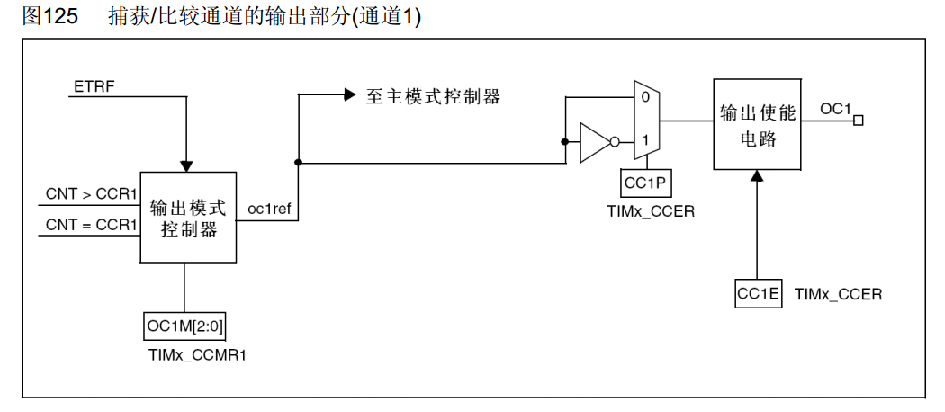 图125 捕获/比较通道的输出部分(通道1)
ETRF
至主模式控制器
0
1
输出使能
电路
OC1
CNT > CCR1
CNT = CCR1
输出模式
控制器
oc1ref
CC1P
TIMx_CCER
CC1E
TIMx_CCER
OC1M[2:0]
TIMx_CCMR1